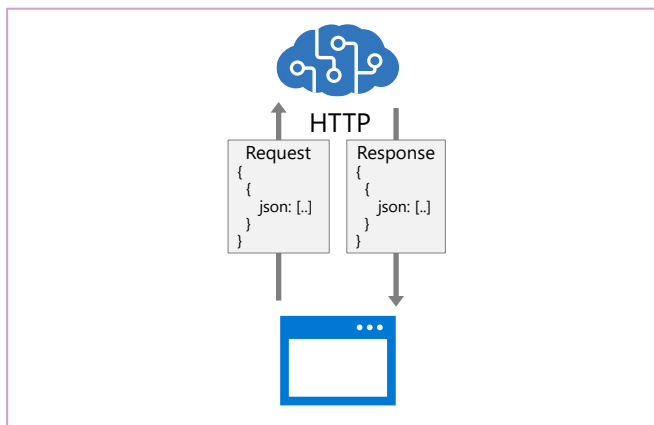 HTTP
Request
{
{
json: [..]
}
}
Response
{
{
json: [..]
}
}